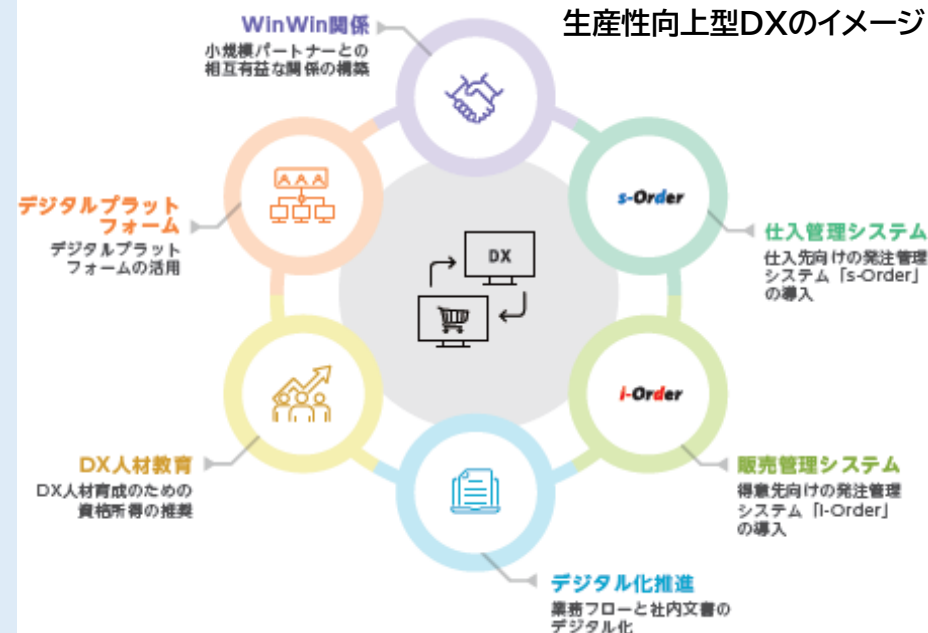 生産性向上型DXのイメージ
WinWin関係
小規模パートナーとの
相互有益な関係の構築
s-Order
仕入管理システム
仕入先向けの発注管理
システム「s-Order」
の導入
i-Order
販売管理システム
得意先向けの発注管理
システム「i-Order」
の導入
デジタル化推進
業務フローと社内文書の
デジタル化
DX人材教育
DX人材育成のための
資格所得の推奨
デジタルプラット
フォーム
デジタルプラット
フォームの活用
DX